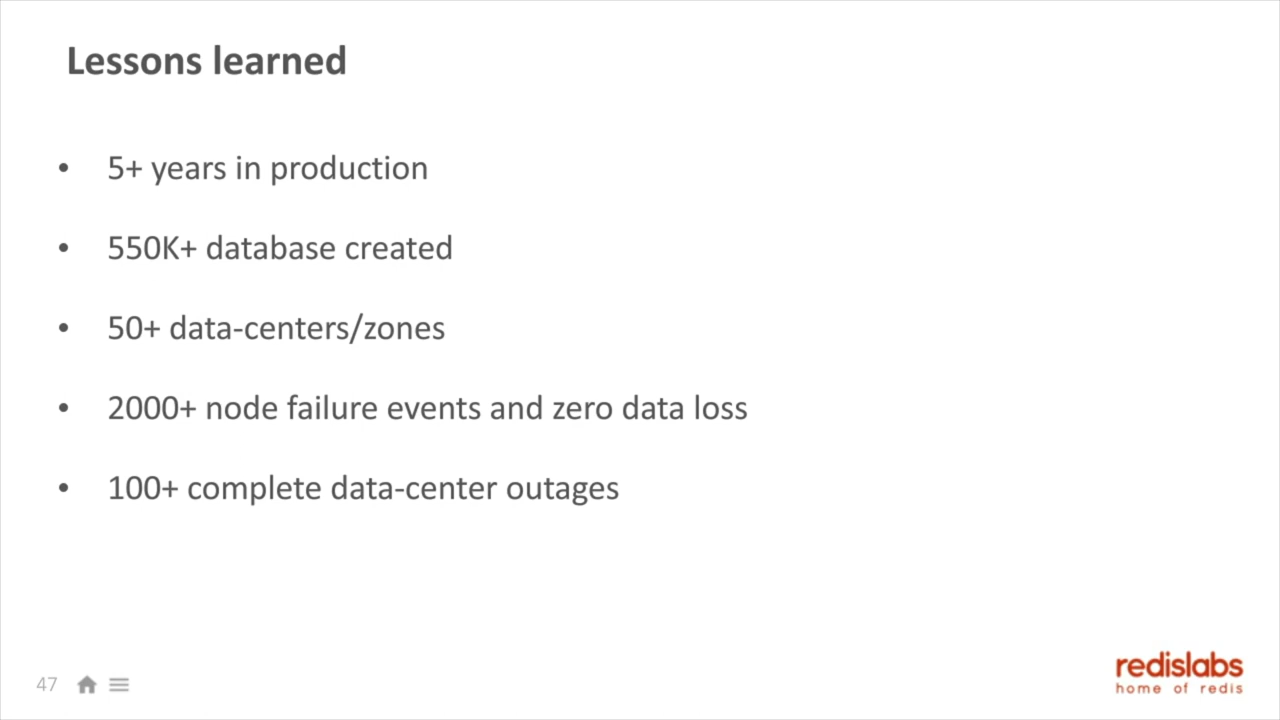 Lessons learned
• 5+ years in production
• 550K+ database created
• 50+ data-centers/zones
• 2000+ node failure events and zero data loss
• 100+ complete data-center outages
47
redislabs
home of redis